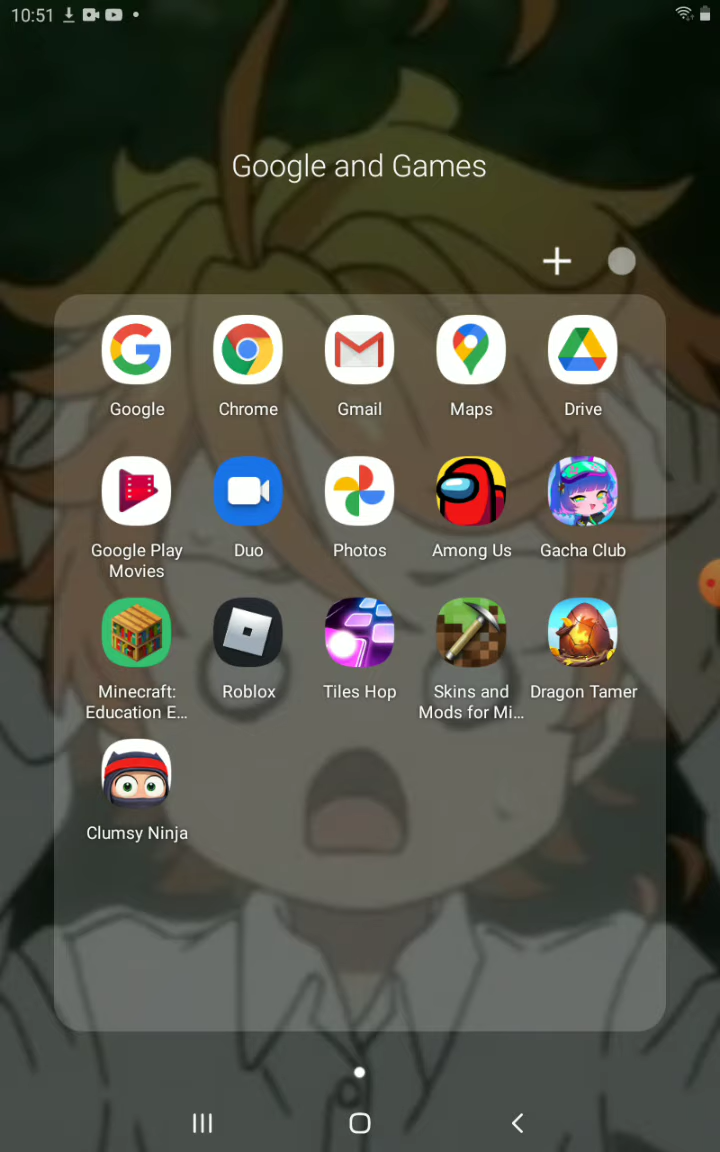 10:51
Google and Games
Google
Chrome
Gmail
Maps
Drive
Google Play
Movies
Duo
Photos
Among Us
Gacha Club
Minecraft:
Education E...
Roblox
Tiles Hop
Skins and
Mods for Mi...
Dragon Tamer
Clumsy Ninja